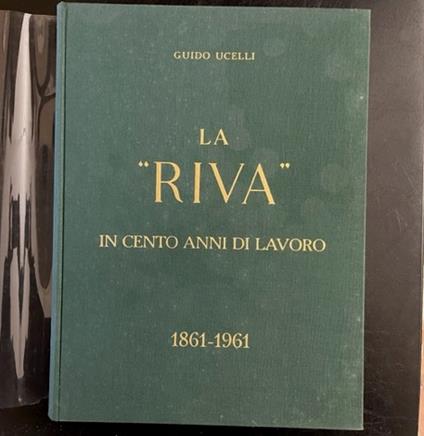 GUIDO UCELLI
LA
"RIVA"
IN CENTO ANNI DI LAVORO
1861-1961